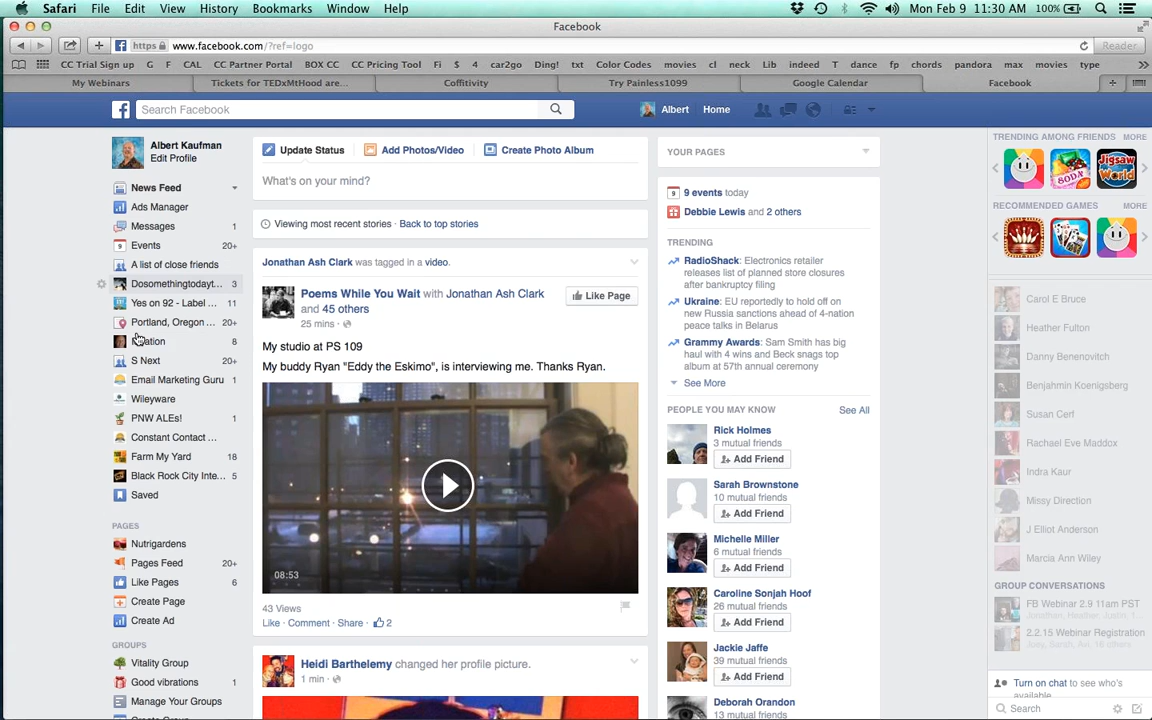 Safari File Edit View History Bookmarks Window Help Mon Feb 9 11:30 AM 100%
Facebook
https www.facebook.com/?ref=logo Reader
CC Trial Sign up G F CAL CC Partner Portal BOX CC CC Pricing Tool Fi $ 4 car2go Ding! txt Color Codes movies cl neck Lib indeed T dance fp chords pandora max movies type
My Webinars Tickets for TEDxMtHood are... Coffitivity Try Painless1099 Google Calendar Facebook
Search Facebook Albert Home
Albert Kaufman
Edit Profile
News Feed
Ads Manager
Messages 1
Events 20+
A list of close friends
Dosomethingtodayt... 3
Yes on 92 - Label ... 11
Portland, Oregon ... 20+
ation 8
S Next 20+
Email Marketing Guru 1
Wileyware
PNW ALEs! 1
Constant Contact ...
Farm My Yard 18
Black Rock City Inte... 5
Saved
PAGES
Nutrigardens
Pages Feed 20+
Like Pages 6
Create Page
Create Ad
GROUPS
Vitality Group
Good vibrations 1
Manage Your Groups
Update Status Add Photos/Video Create Photo Album
What's on your mind?
Viewing most recent stories · Back to top stories
Jonathan Ash Clark was tagged in a video.
Poems While You Wait with Jonathan Ash Clark
and 45 others
25 mins ·
Like Page
My studio at PS 109
My buddy Ryan "Eddy the Eskimo", is interviewing me. Thanks Ryan.
08:53
43 Views
Like · Comment · Share · 2
Heidi Barthelemy changed her profile picture.
1 min ·
YOUR PAGES
9 9 events today
Debbie Lewis and 2 others
TRENDING
RadioShack: Electronics retailer
releases list of planned store closures
after bankruptcy filing
Ukraine: EU reportedly to hold off on
new Russia sanctions ahead of 4-nation
peace talks in Belarus
Grammy Awards: Sam Smith has big
haul with 4 wins and Beck snags top
album at 57th annual ceremony
See More
PEOPLE YOU MAY KNOW See All
Rick Holmes
3 mutual friends
Add Friend
Sarah Brownstone
10 mutual friends
Add Friend
Michelle Miller
6 mutual friends
Add Friend
Caroline Sonjah Hoof
26 mutual friends
Add Friend
Jackie Jaffe
39 mutual friends
Add Friend
Deborah Orandon
13 mutual friends
TRENDING AMONG FRIENDS MORE
SODA Jigsaw World
RECOMMENDED GAMES MORE
Carol E Bruce
Heather Fulton
Danny Benenovitch
Benjahmin Koenigsberg
Susan Cerf
Rachael Eve Maddox
Indra Kaur
Missy Direction
J Elliot Anderson
Marcia Ann Wiley
GROUP CONVERSATIONS
FB Webinar 2.9 11am PST
2.2.15 Webinar Registration
Turn on chat to see who's
available.
Search